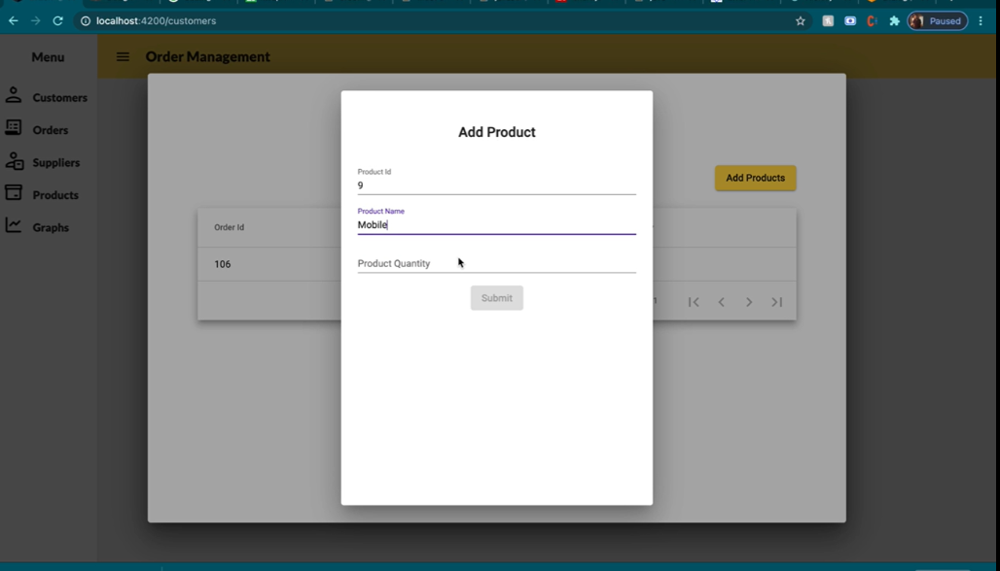 localhost:4200/customers
Paused
Menu
Order Management
Customers
Orders
Suppliers
Products
Graphs
Add Product
Product Id
9
Product Name
Mobile
Product Quantity
Submit
Add Products
Order Id
106
1